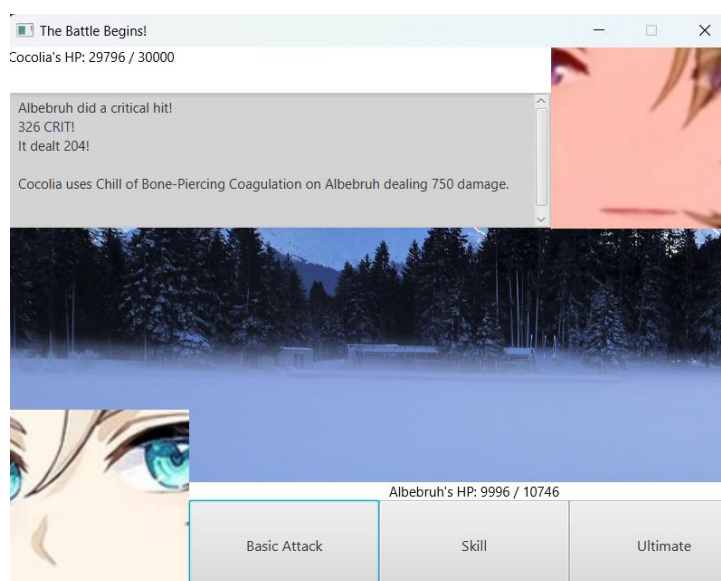 The Battle Begins!
Cocolia's HP: 29796 / 30000
Albebruh did a critical hit!
326 CRIT!
It dealt 204!
Cocolia uses Chill of Bone-Piercing Coagulation on Albebruh dealing 750 damage.
Albebruh's HP: 9996 / 10746
Basic Attack
Skill
Ultimate